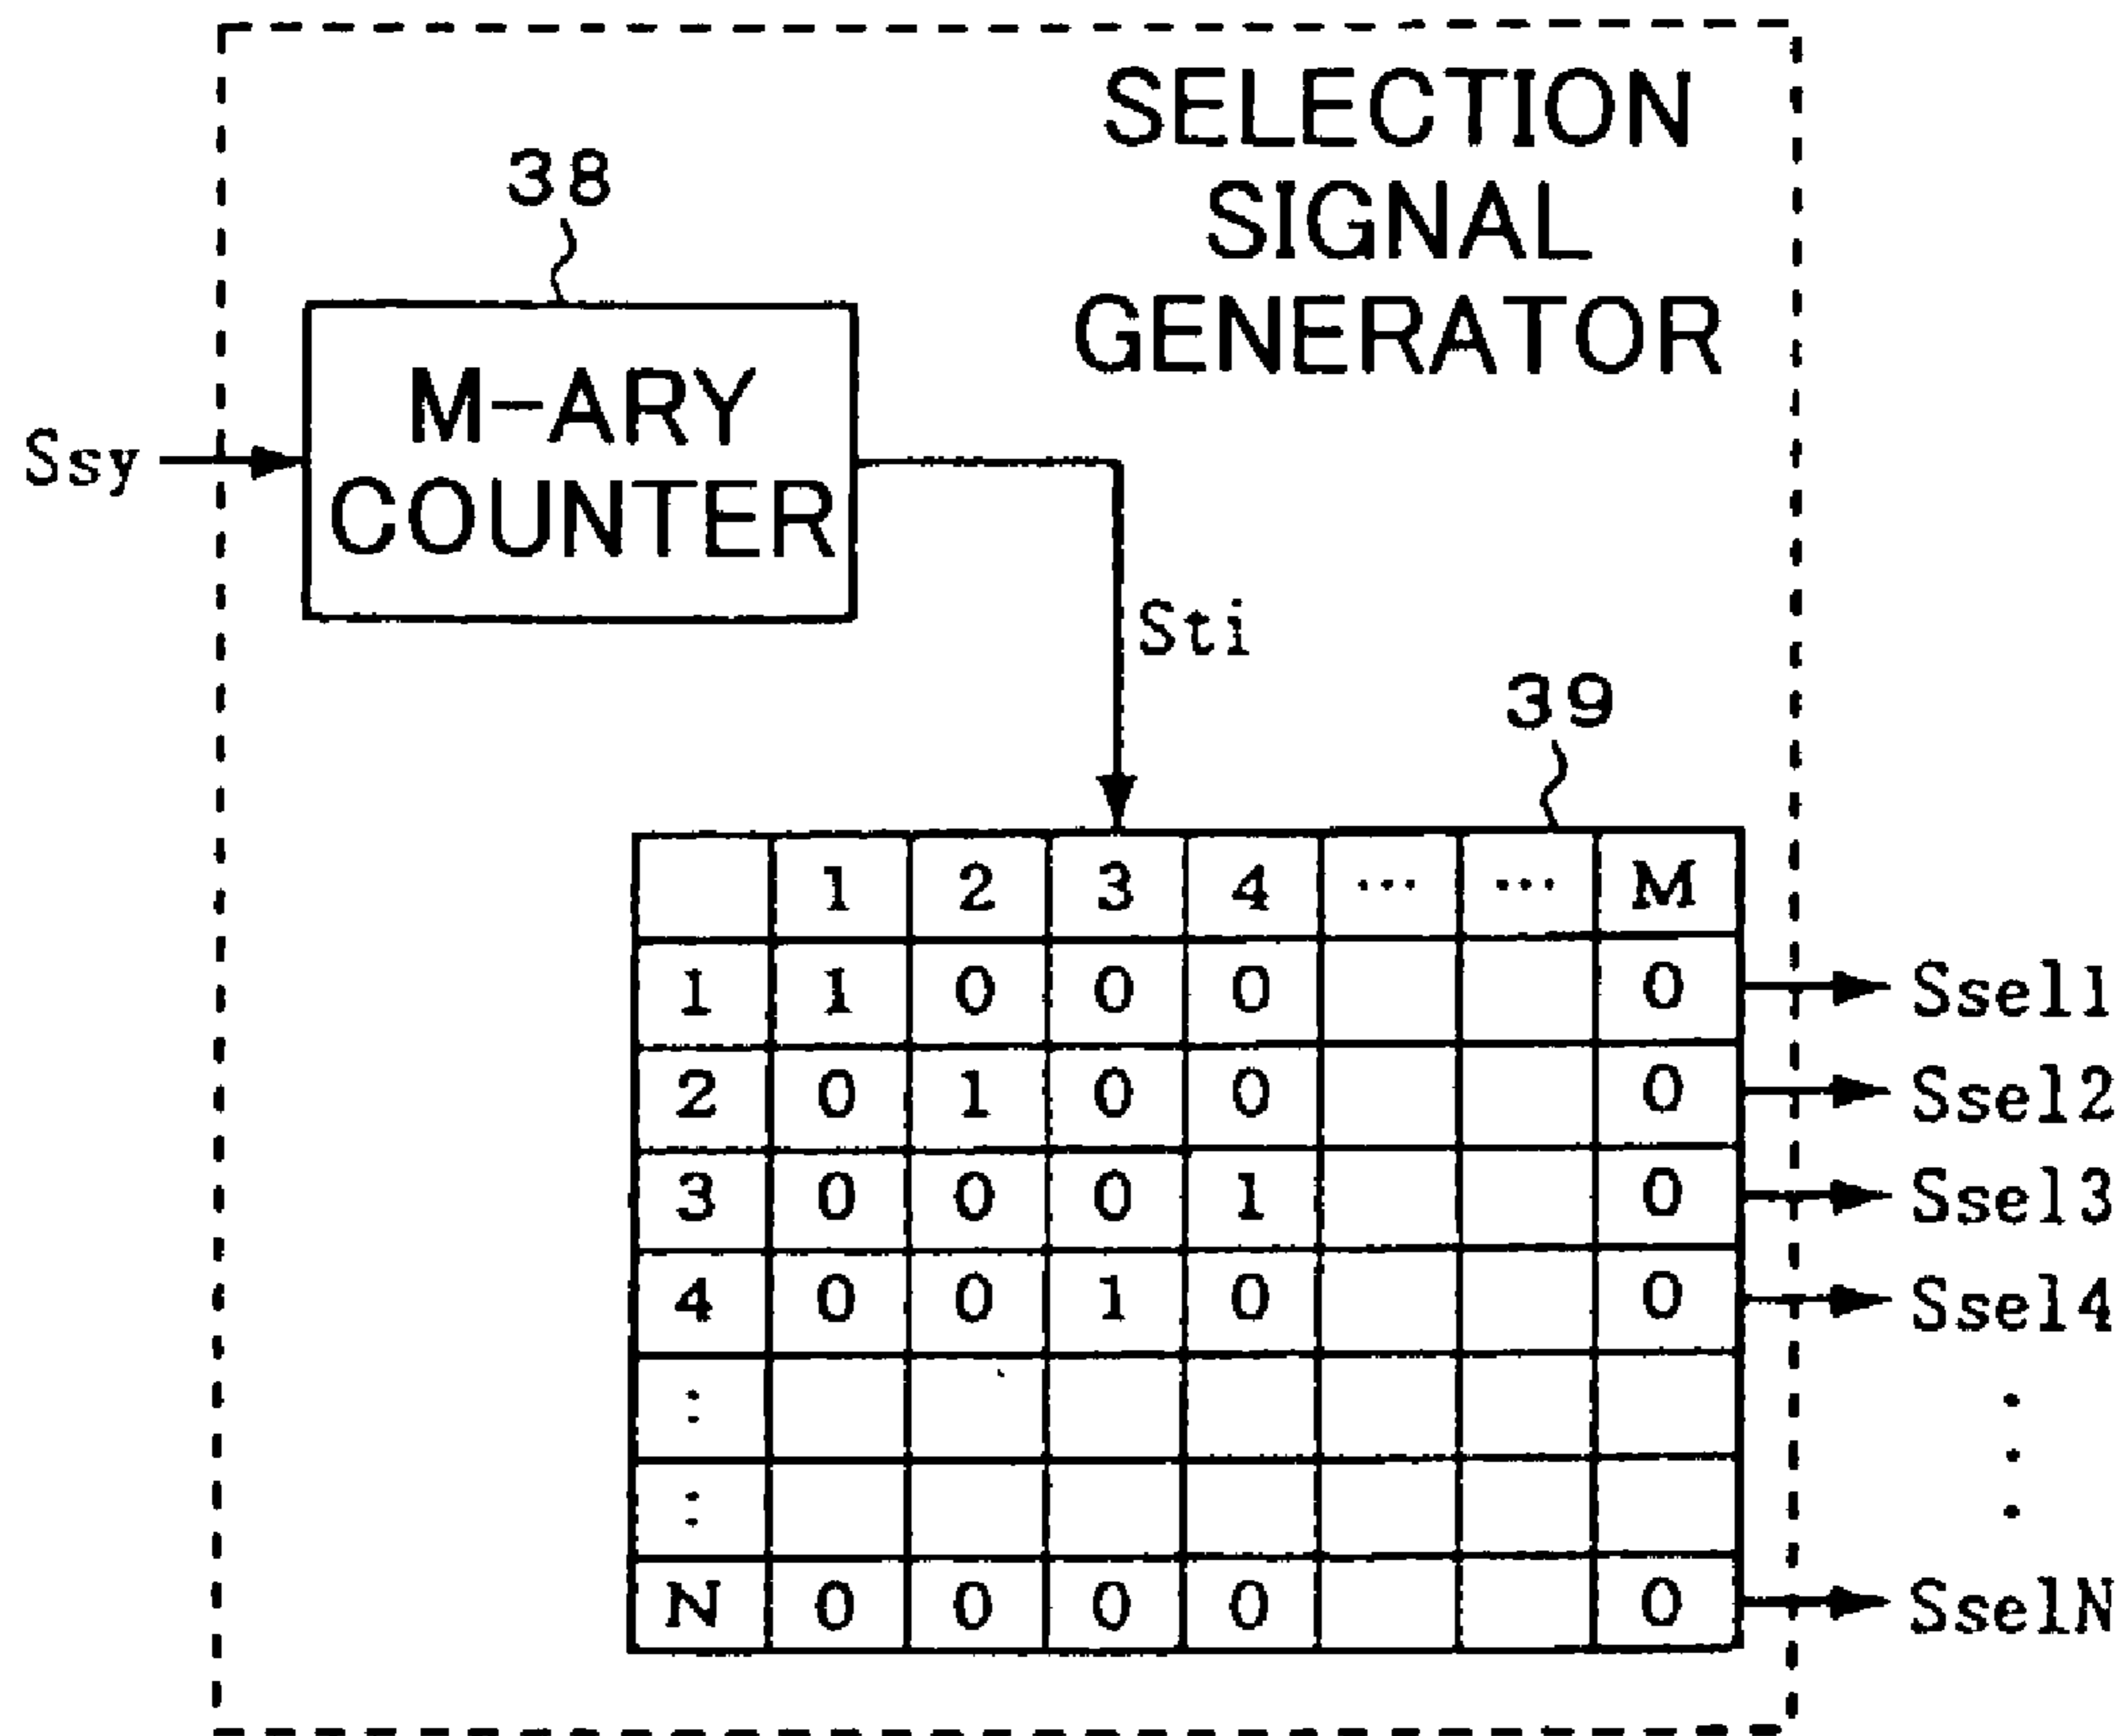 SELECTION
SIGNAL
GENERATOR
38
M-ARY
COUNTER
Ssy
Sti
39
1 2 3 4 ... ... M
1 1 0 0 0 0 Ssel1
2 0 1 0 0 0 Ssel2
3 0 0 0 1 0 Ssel3
4 0 0 1 0 0 Ssel4
:
:
N 0 0 0 0 0 SselN